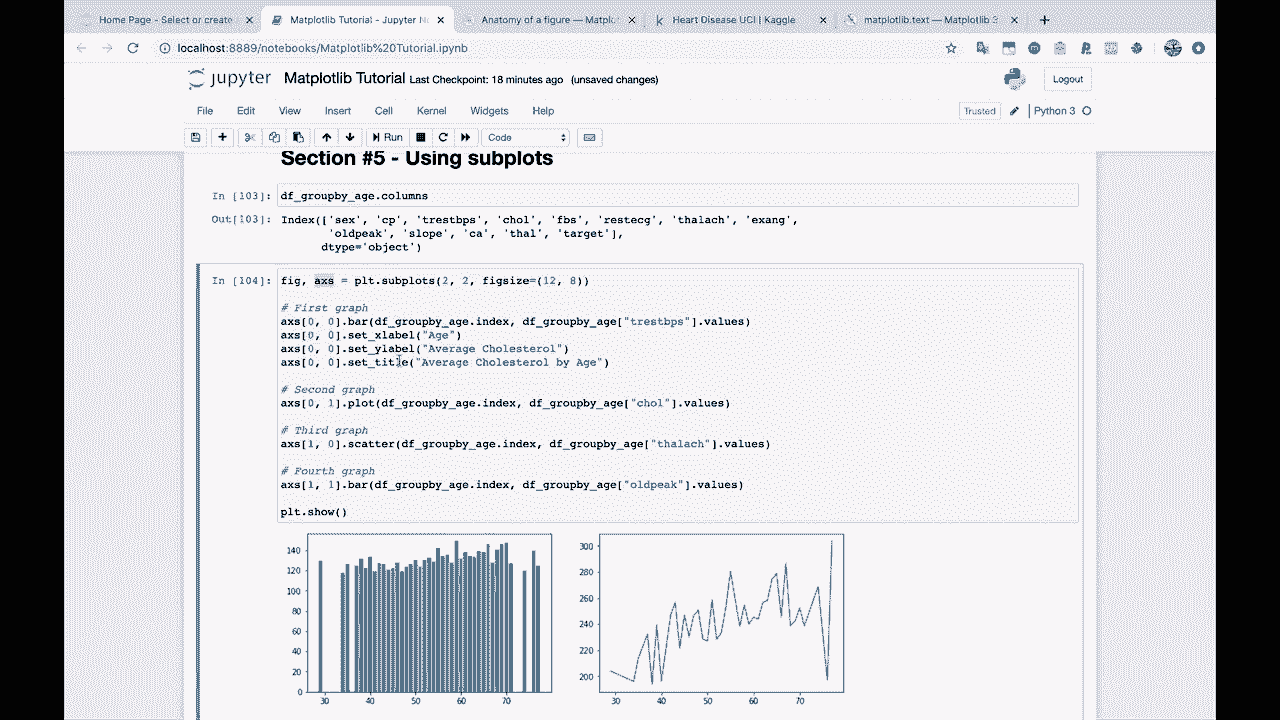 Home Page - Select or create
Matplotlib Tutorial - Jupyter N
Anatomy of a figure — Matplot
Heart Disease UCI | Kaggle
matplotlib.text — Matplotlib 3
localhost:8889/notebooks/Matplotlib%20Tutorial.ipynb
jupyter Matplotlib Tutorial Last Checkpoint: 18 minutes ago (unsaved changes) Logout
File Edit View Insert Cell Kernel Widgets Help Trusted Python 3
Run Code
Section #5 - Using subplots
In [103]: df_groupby_age.columns
Out[103]: Index(['sex', 'cp', 'trestbps', 'chol', 'fbs', 'restecg', 'thalach', 'exang',
'oldpeak', 'slope', 'ca', 'thal', 'target'],
dtype='object')
In [104]: fig, axs = plt.subplots(2, 2, figsize=(12, 8))
# First graph
axs[0, 0].bar(df_groupby_age.index, df_groupby_age["trestbps"].values)
axs[0, 0].set_xlabel("Age")
axs[0, 0].set_ylabel("Average Cholesterol")
axs[0, 0].set_title("Average Cholesterol by Age")
# Second graph
axs[0, 1].plot(df_groupby_age.index, df_groupby_age["chol"].values)
# Third graph
axs[1, 0].scatter(df_groupby_age.index, df_groupby_age["thalach"].values)
# Fourth graph
axs[1, 1].bar(df_groupby_age.index, df_groupby_age["oldpeak"].values)
plt.show()
140
120
100
80
60
40
20
0
30 40 50 60 70
300
280
260
240
220
200
30 40 50 60 70